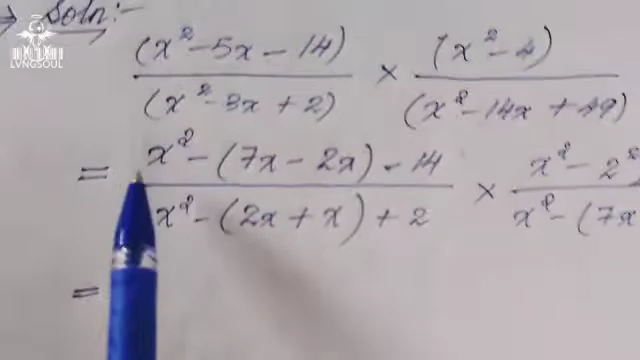 ⇒ Soln:-
LVNGSOUL
(x² - 5x - 14) / (x² - 3x + 2) × (x² - 4) / (x² - 14x + 49)
= x² - (7x - 2x) - 14 / x² - (2x + x) + 2 × x² - 2² / x² - (7x
=